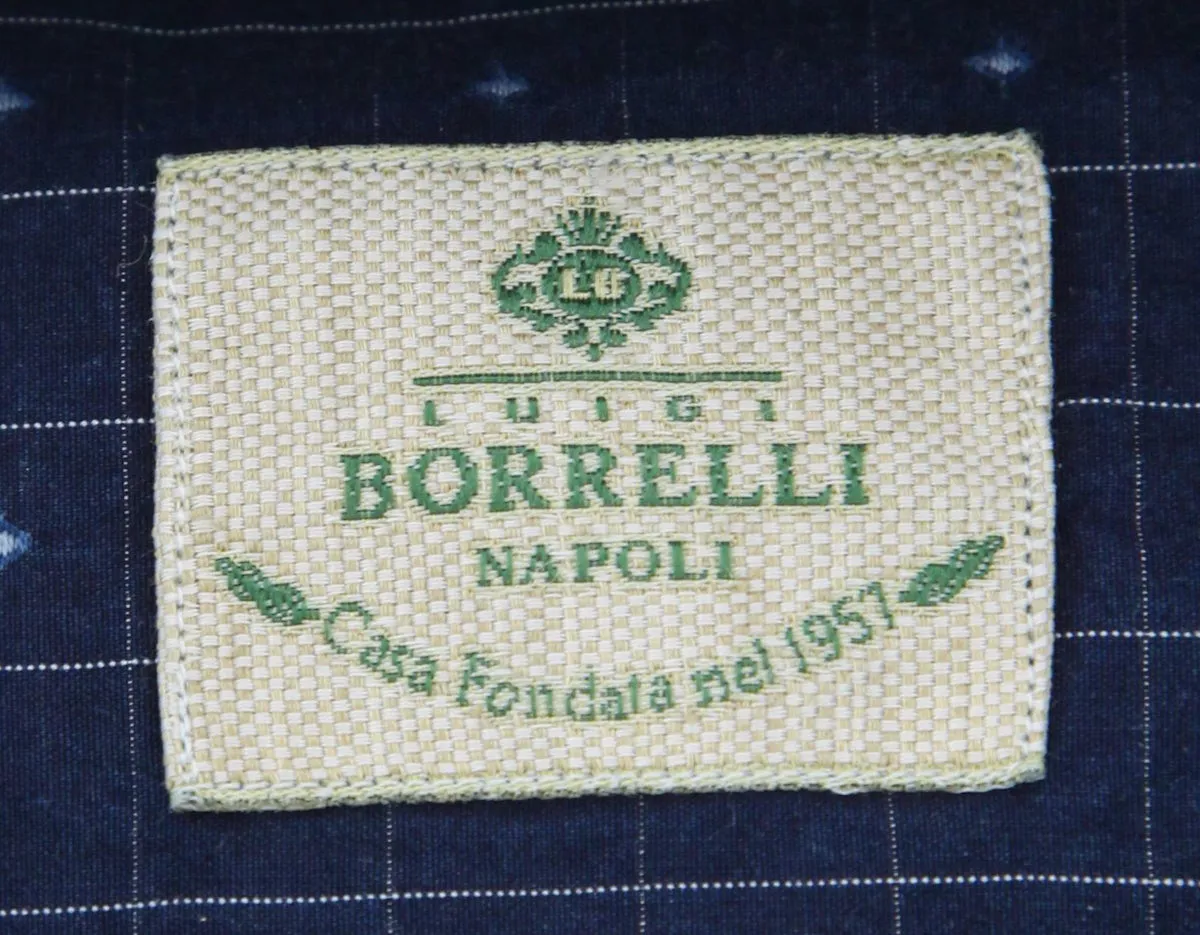 LB
LUIGI
BORRELLI
NAPOLI
Casa Fondata nel 1957